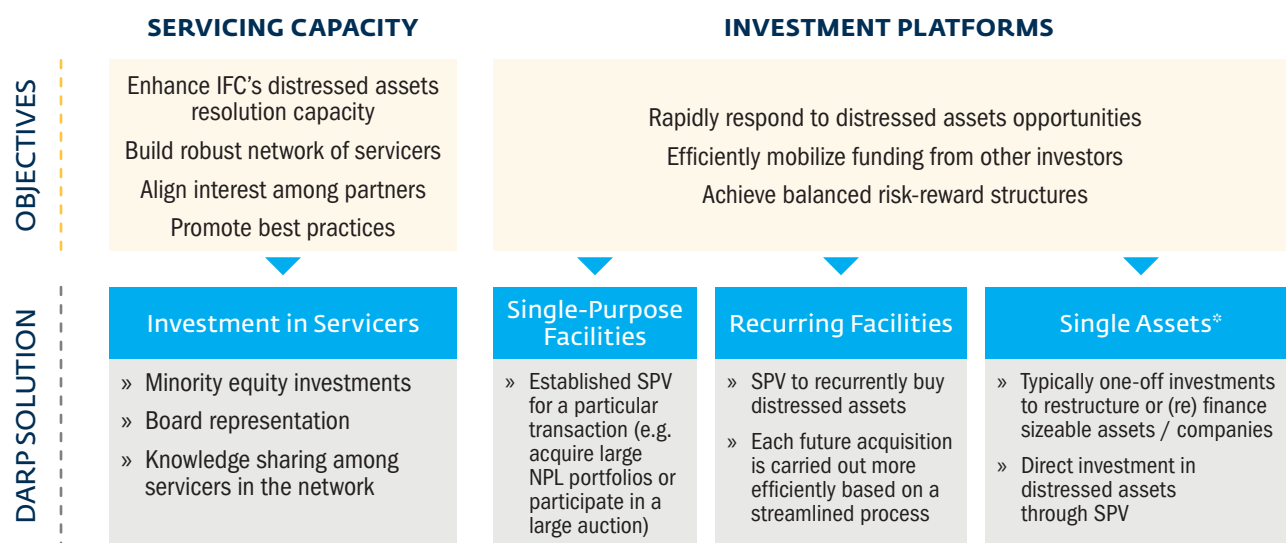 SERVICING CAPACITY
INVESTMENT PLATFORMS
OBJECTIVES
Enhance IFC’s distressed assets
resolution capacity
Build robust network of servicers
Align interest among partners
Promote best practices
Rapidly respond to distressed assets opportunities
Efficiently mobilize funding from other investors
Achieve balanced risk-reward structures
DARP SOLUTION
Investment in Servicers
» Minority equity investments
» Board representation
» Knowledge sharing among
servicers in the network
Single-Purpose
Facilities
» Established SPV
for a particular
transaction (e.g.
acquire large
NPL portfolios or
participate in a
large auction)
Recurring Facilities
» SPV to recurrently buy
distressed assets
» Each future acquisition
is carried out more
efficiently based on a
streamlined process
Single Assets*
» Typically one-off investments
to restructure or (re) finance
sizeable assets / companies
» Direct investment in
distressed assets
through SPV